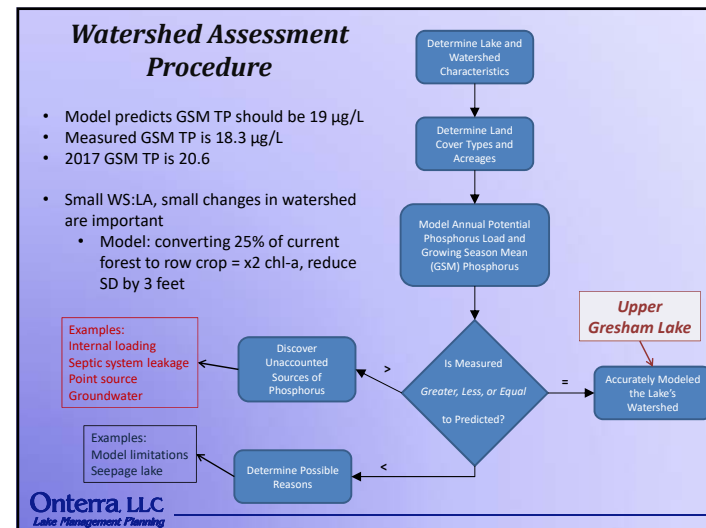 Watershed Assessment
Procedure
• Model predicts GSM TP should be 19 µg/L
• Measured GSM TP is 18.3 µg/L
• 2017 GSM TP is 20.6
• Small WS:LA, small changes in watershed
are important
• Model: converting 25% of current
forest to row crop = x2 chl-a, reduce
SD by 3 feet
Determine Lake and
Watershed
Characteristics
Determine Land
Cover Types and
Acreages
Model Annual Potential
Phosphorus Load and
Growing Season Mean
(GSM) Phosphorus
Is Measured
Greater, Less, or Equal
to Predicted?
>
Discover
Unaccounted
Sources of
Phosphorus
Examples:
Internal loading
Septic system leakage
Point source
Groundwater
=
Upper
Gresham Lake
Accurately Modeled
the Lake's
Watershed
<
Determine Possible
Reasons
Examples:
Model limitations
Seepage lake
Onterra, LLC
Lake Management Planning